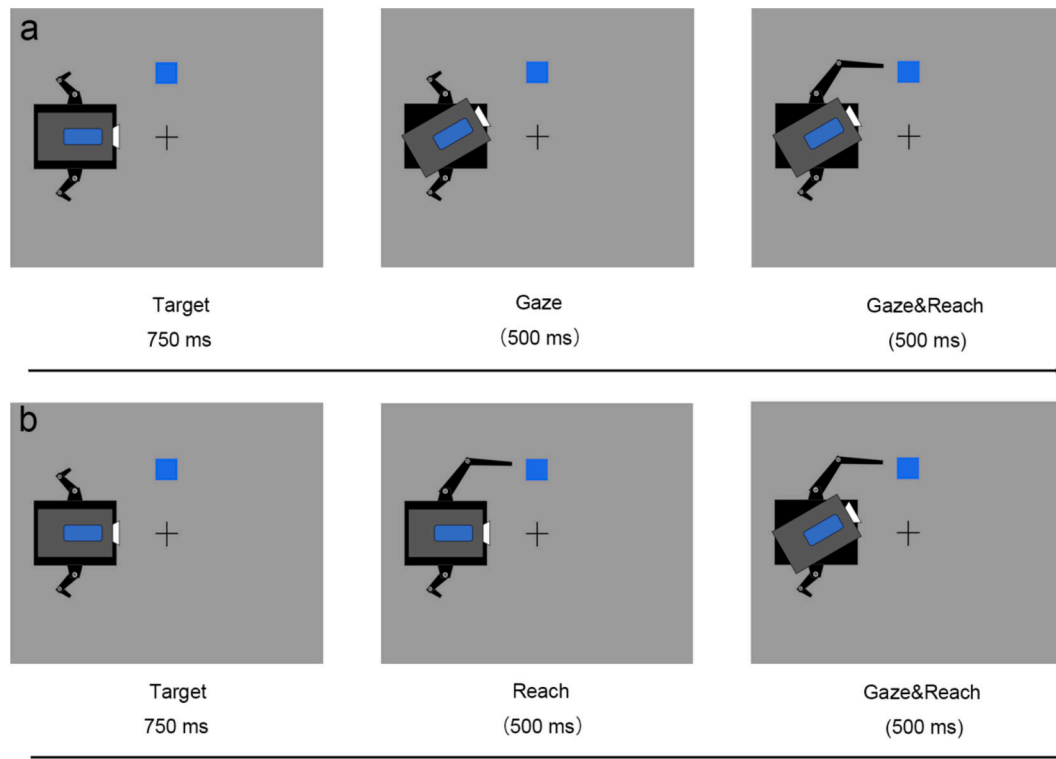 a
Target
Gaze
Gaze&Reach
750 ms
(500 ms)
(500 ms)
b
Target
Reach
Gaze&Reach
750 ms
(500 ms)
(500 ms)